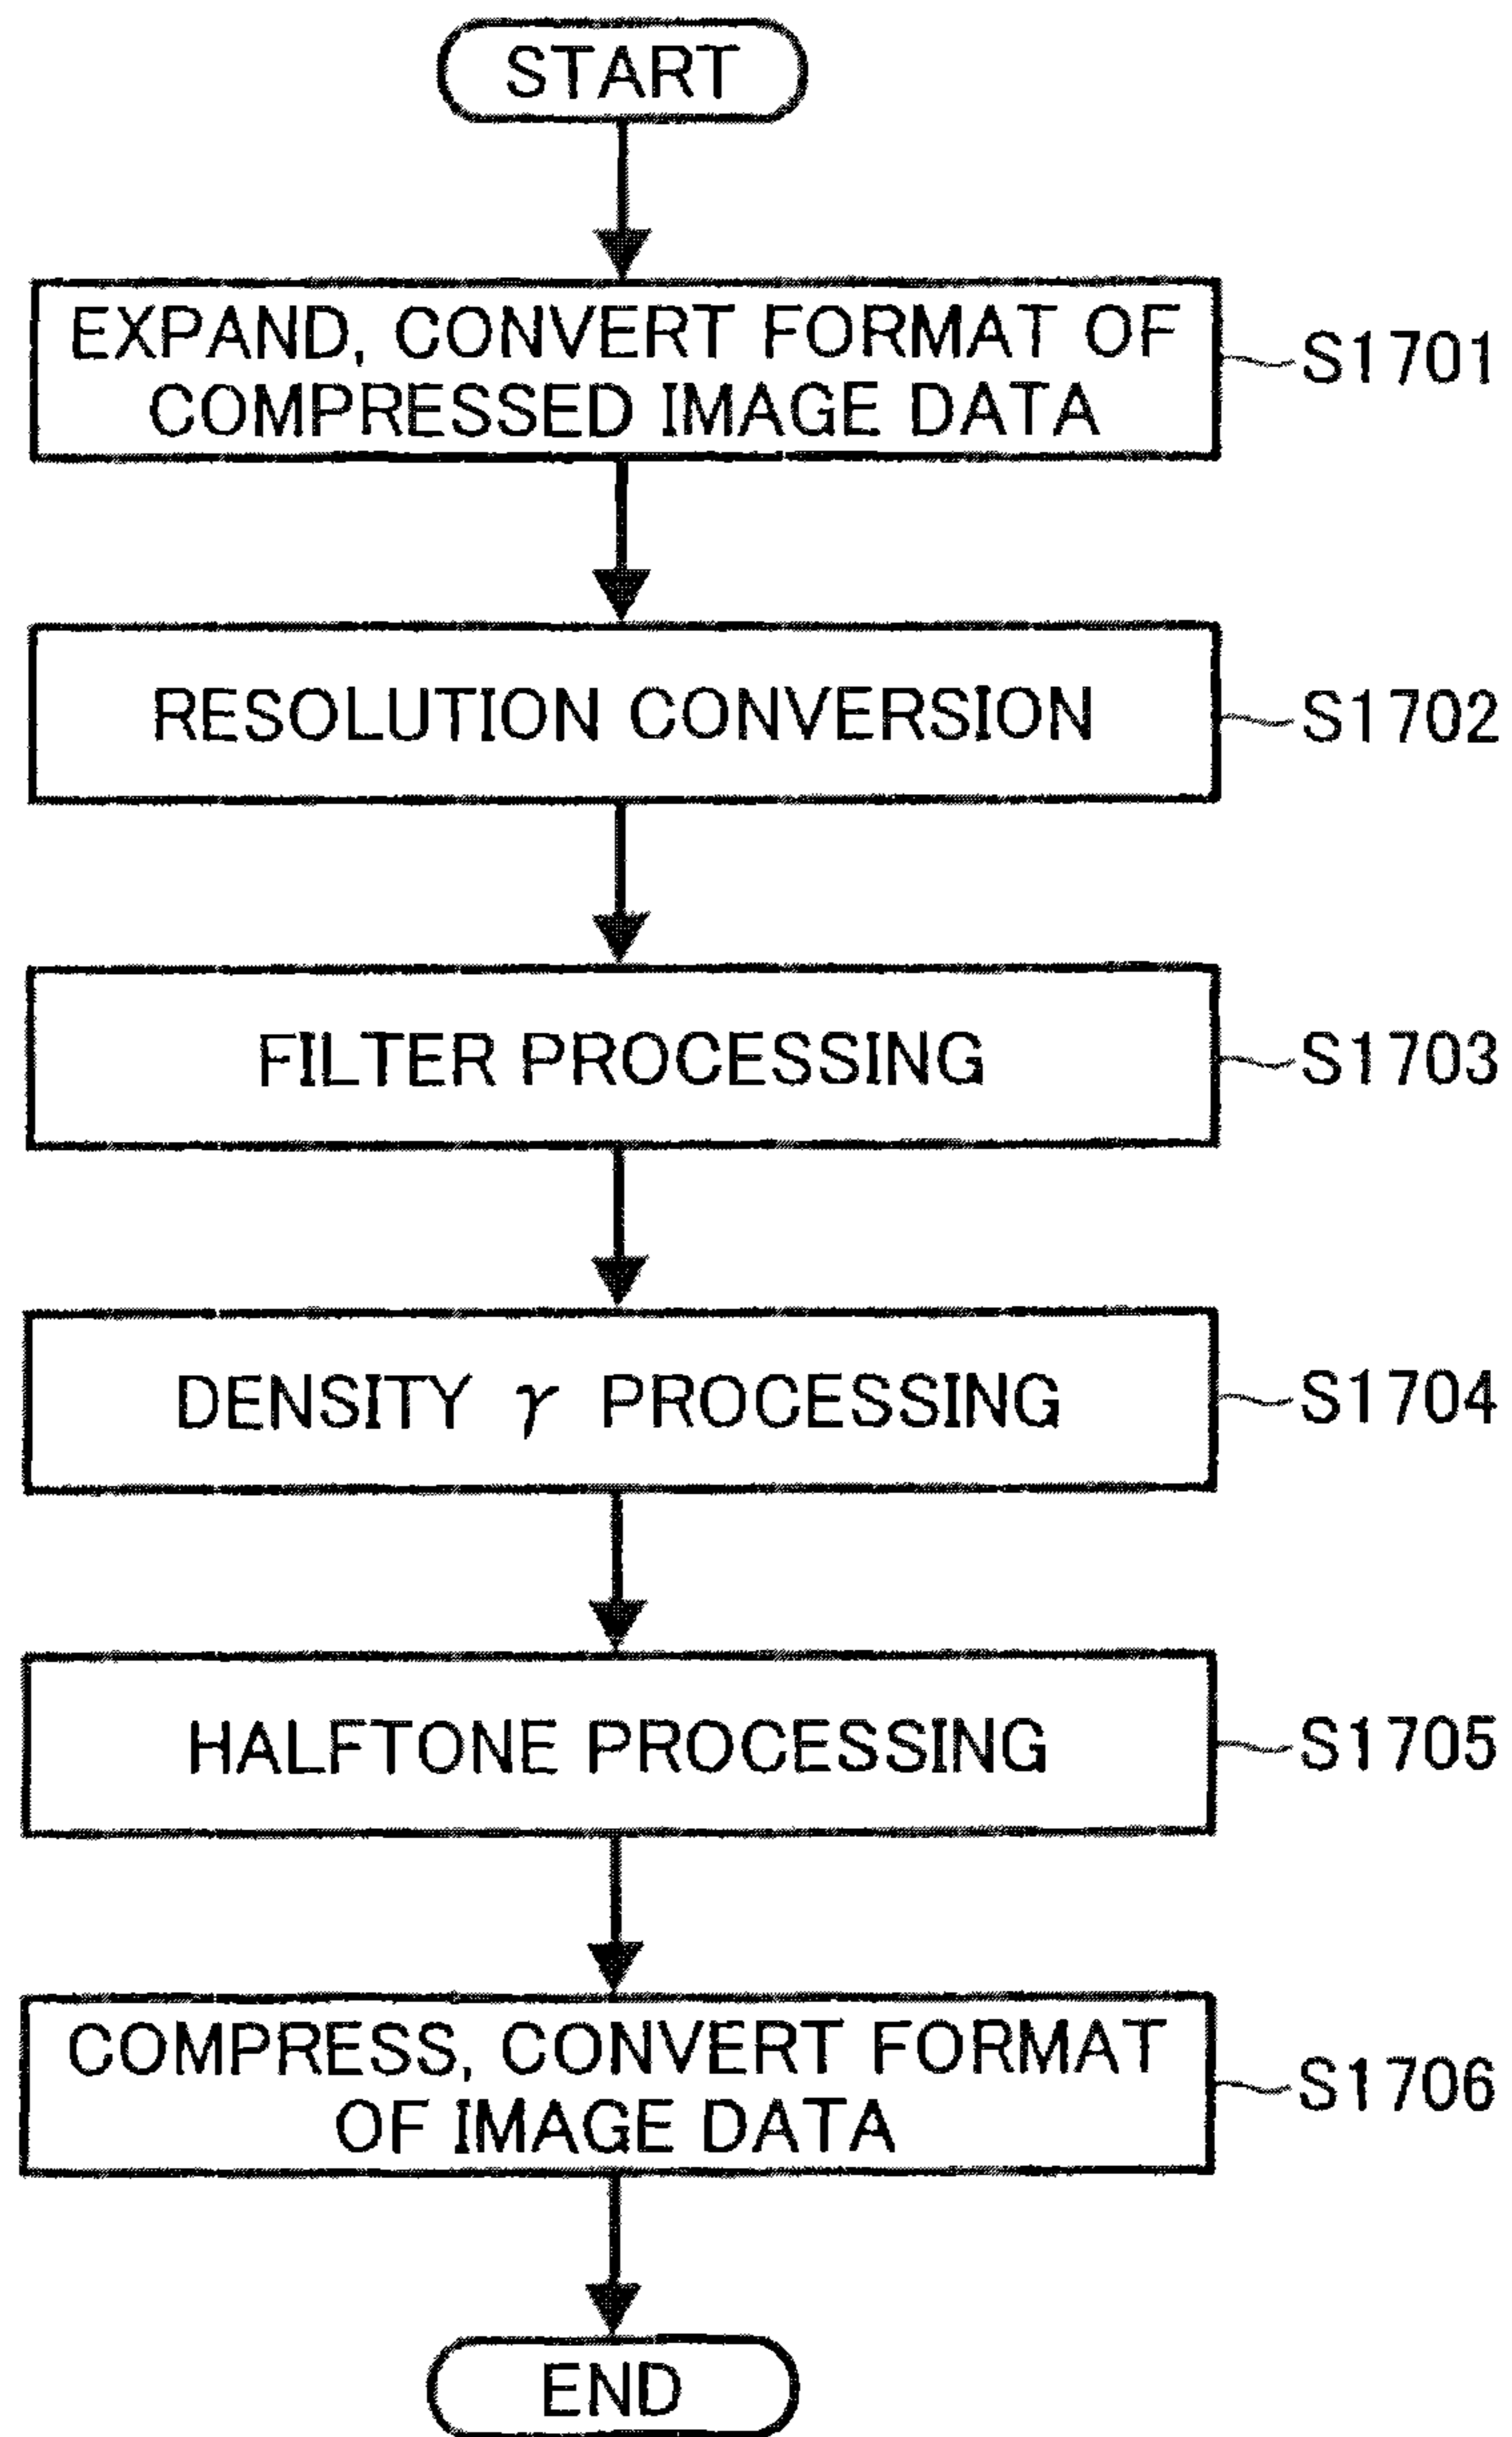 START
EXPAND, CONVERT FORMAT OF
COMPRESSED IMAGE DATA
S1701
RESOLUTION CONVERSION
S1702
FILTER PROCESSING
S1703
DENSITY γ PROCESSING
S1704
HALFTONE PROCESSING
S1705
COMPRESS, CONVERT FORMAT
OF IMAGE DATA
S1706
END